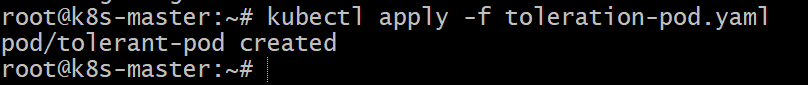 root@k8s-master:~# kubectl apply -f toleration-pod.yaml
pod/tolerant-pod created
root@k8s-master:~#